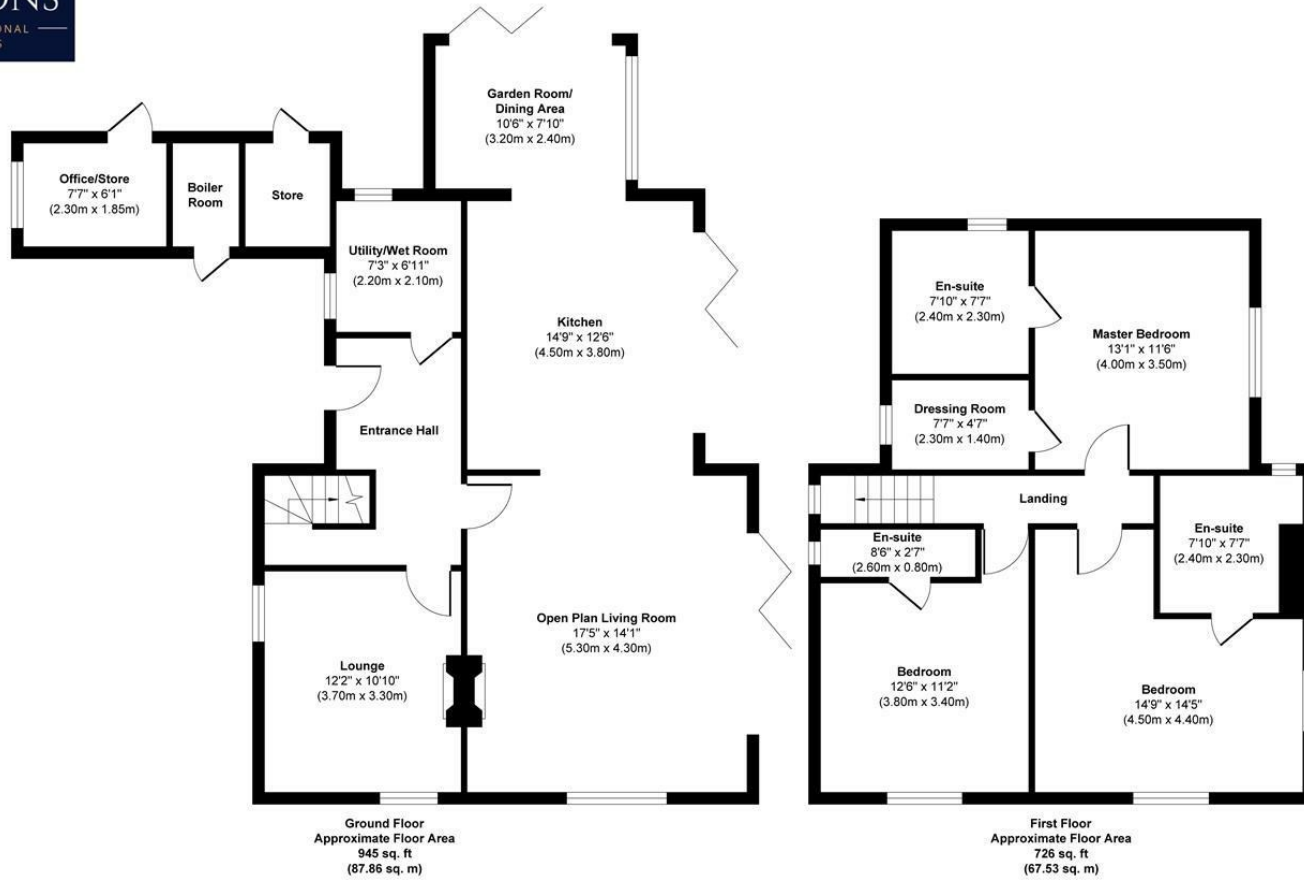 Garden Room/
Dining Area
10'6" x 7'10"
(3.20m x 2.40m)
Office/Store
7'7" x 6'1"
(2.30m x 1.85m)
Boiler
Room
Store
Utility/Wet Room
7'3" x 6'11"
(2.20m x 2.10m)
Kitchen
14'9" x 12'6"
(4.50m x 3.80m)
Entrance Hall
Open Plan Living Room
17'5" x 14'1"
(5.30m x 4.30m)
Lounge
12'2" x 10'10"
(3.70m x 3.30m)
Ground Floor
Approximate Floor Area
945 sq. ft
(87.86 sq. m)
En-suite
7'10" x 7'7"
(2.40m x 2.30m)
Master Bedroom
13'1" x 11'6"
(4.00m x 3.50m)
Dressing Room
7'7" x 4'7"
(2.30m x 1.40m)
Landing
En-suite
8'6" x 2'7"
(2.60m x 0.80m)
En-suite
7'10" x 7'7"
(2.40m x 2.30m)
Bedroom
12'6" x 11'2"
(3.80m x 3.40m)
Bedroom
14'9" x 14'5"
(4.50m x 4.40m)
First Floor
Approximate Floor Area
726 sq. ft
(67.53 sq. m)